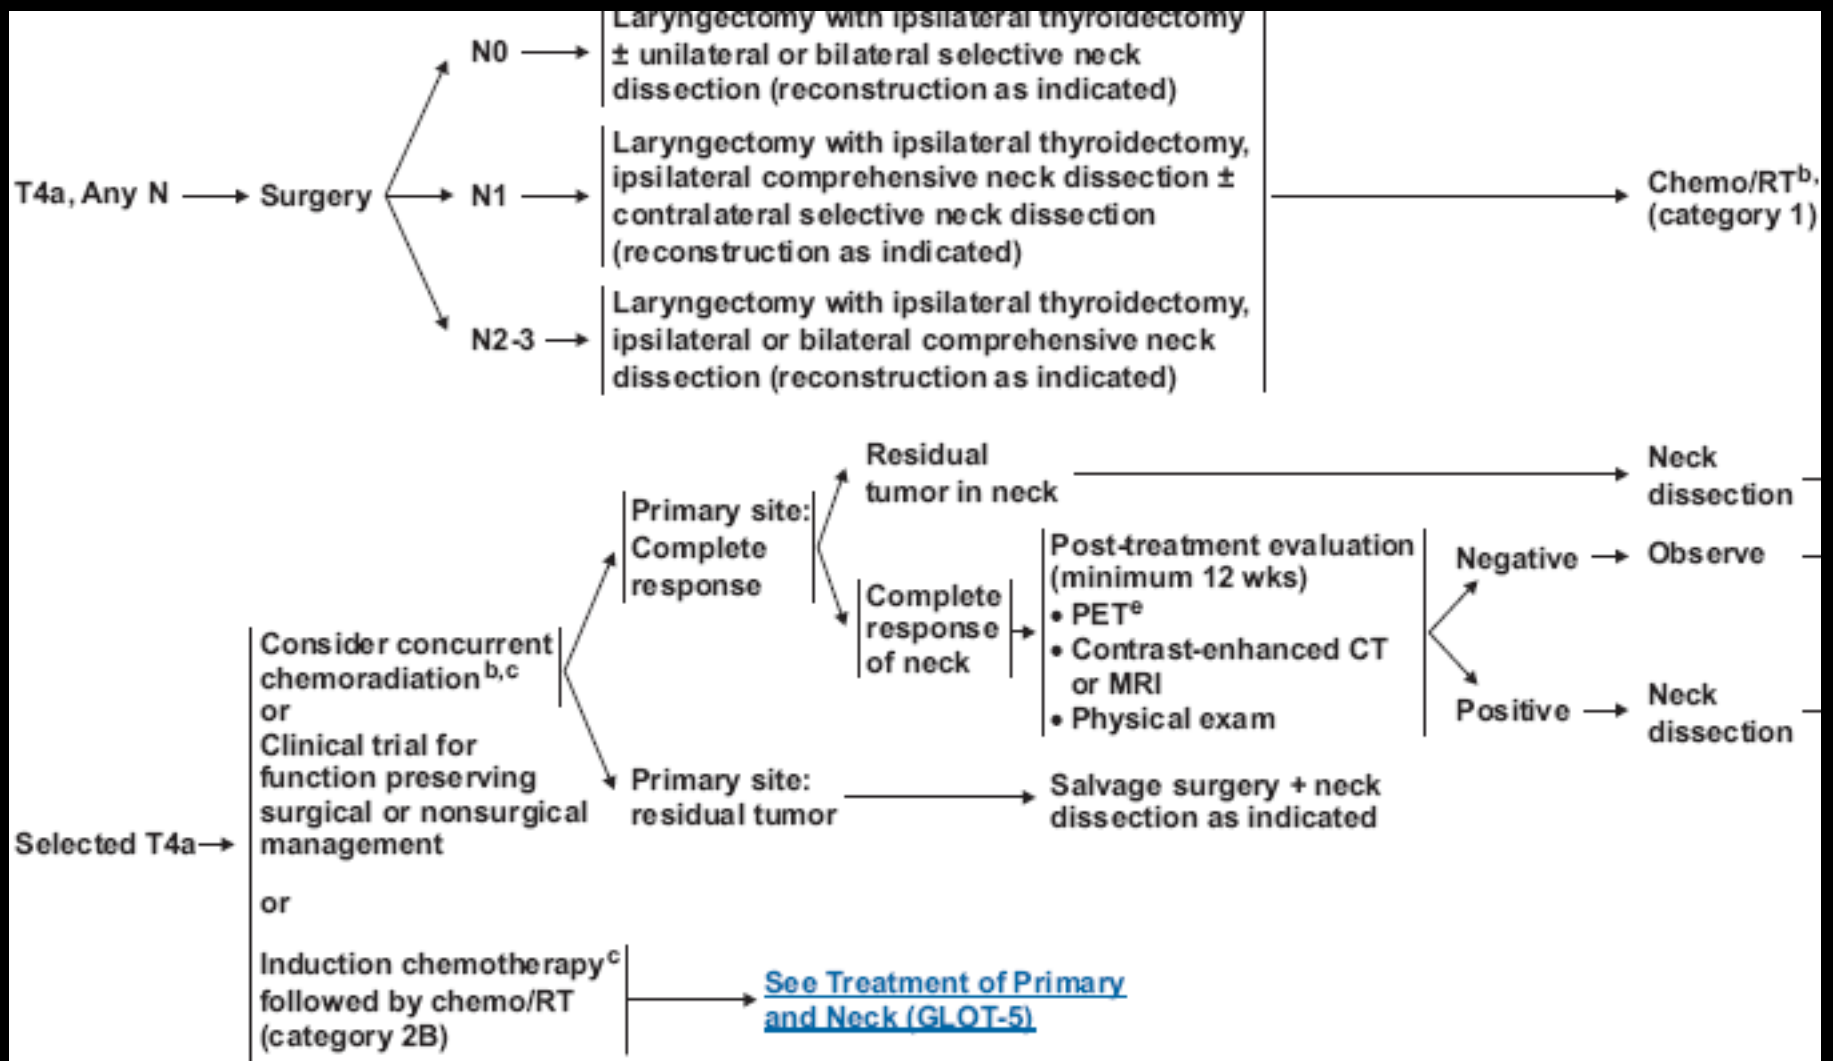 Laryngectomy with ipsilateral thyroidectomy
N0
± unilateral or bilateral selective neck
dissection (reconstruction as indicated)
T4a, Any N
Surgery
N1
Laryngectomy with ipsilateral thyroidectomy,
ipsilateral comprehensive neck dissection ±
contralateral selective neck dissection
(reconstruction as indicated)
Chemo/RTb,
(category 1)
N2-3
Laryngectomy with ipsilateral thyroidectomy,
ipsilateral or bilateral comprehensive neck
dissection (reconstruction as indicated)
Selected T4a
Consider concurrent
chemoradiationb,c
or
Clinical trial for
function preserving
surgical or nonsurgical
management
or
Induction chemotherapyc
followed by chemo/RT
(category 2B)
Primary site:
Complete
response
Residual
tumor in neck
Neck
dissection
Complete
response
of neck
Post-treatment evaluation
(minimum 12 wks)
• PETe
• Contrast-enhanced CT
or MRI
• Physical exam
Negative
Observe
Positive
Neck
dissection
Primary site:
residual tumor
Salvage surgery + neck
dissection as indicated
See Treatment of Primary
and Neck (GLOT-5)